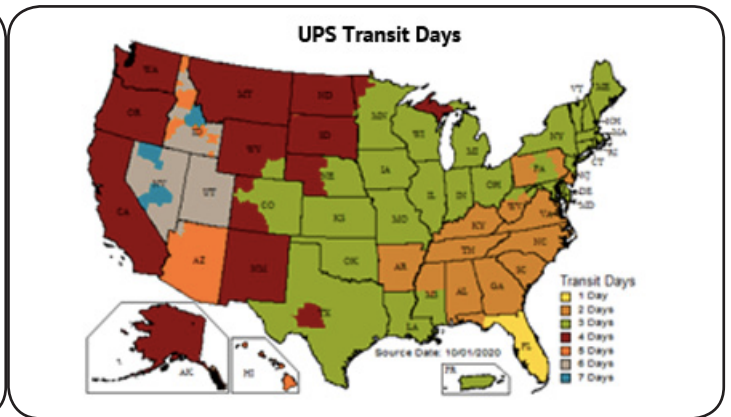 UPS Transit Days
WA
MT
ND
MN
VT
ME
OR
ID
SD
WI
MI
NY
NH
MA
WY
RI
CT
NE
IA
PA
NJ
NV
UT
CO
IL
IN
OH
DE
MD
CA
KS
MO
WV
VA
KY
AZ
NM
OK
AR
TN
NC
SC
TX
MS
AL
GA
LA
FL
AK
HI
PR
Source Date: 10/01/2020
Transit Days
1 Day
2 Days
3 Days
4 Days
5 Days
6 Days
7 Days